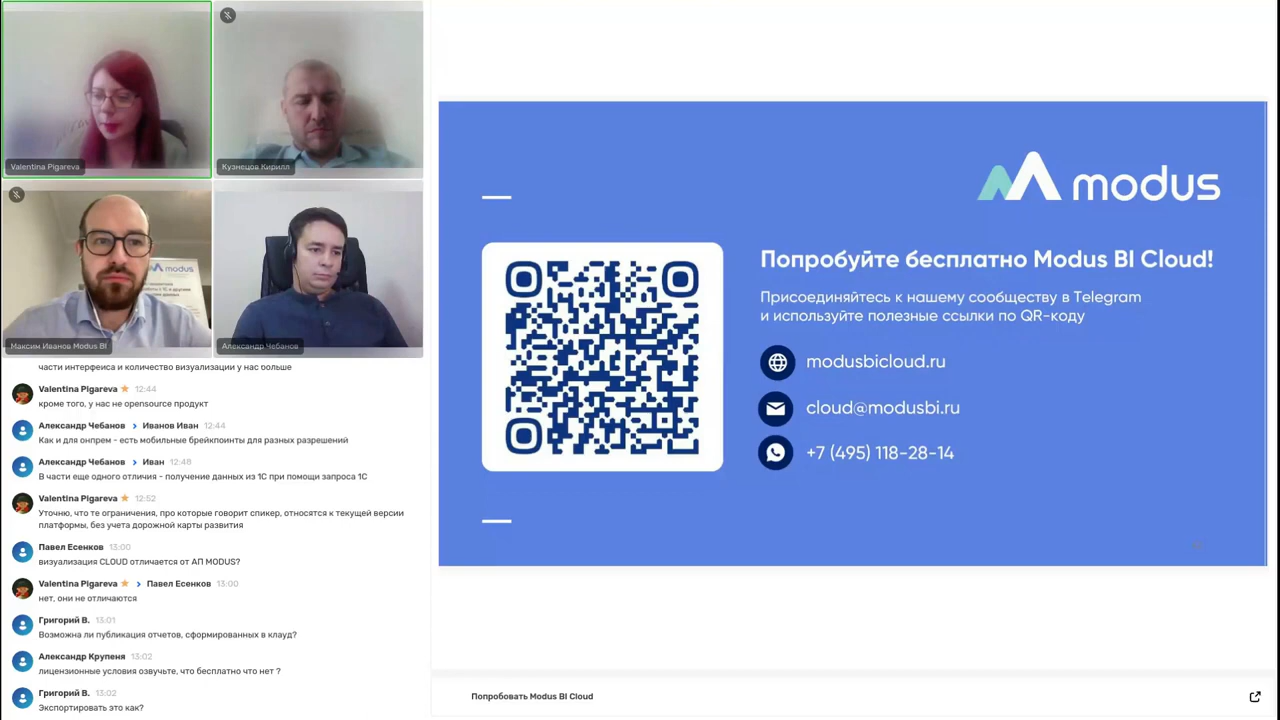 Valentina Pigareva
Кузнецов Кирилл
modus
Максим Иванов Modus BI
Александр Чебанов
части интерфейса и количество визуализации у нас больше
Valentina Pigareva 12:44
кроме того, у нас не opensource продукт
Александр Чебанов Иванов Иван 12:44
Как и для онпрем - есть мобильные брейкпоинты для разных разрешений
Александр Чебанов Иван 12:48
В части еще одного отличия - получение данных из 1С при помощи запроса 1С
Valentina Pigareva 12:52
Уточню, что те ограничения, про которые говорит спикер, относятся к текущей версии
платформы, без учета дорожной карты развития
Павел Есенков 13:00
визуализация CLOUD отличается от АП MODUS?
Valentina Pigareva Павел Есенков 13:00
нет, они не отличаются
Григорий В. 13:01
Возможна ли публикация отчетов, сформированных в клауд?
Александр Крупеня 13:02
лицензионные условия озвучьте, что бесплатно что нет ?
Григорий В. 13:02
Экспортировать это как?
modus
Попробуйте бесплатно Modus BI Cloud!
Присоединяйтесь к нашему сообществу в Telegram
и используйте полезные ссылки по QR-коду
modusbicloud.ru
cloud@modusbi.ru
+7 (495) 118-28-14
Попробовать Modus BI Cloud